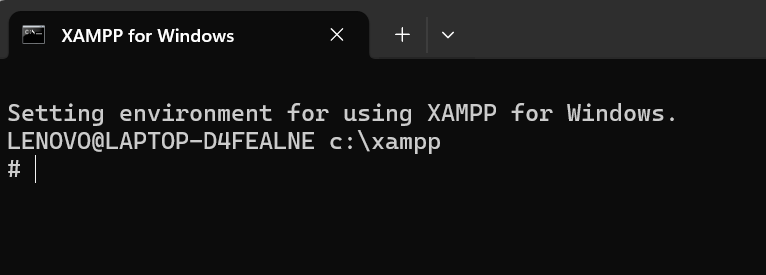 XAMPP for Windows
Setting environment for using XAMPP for Windows.
LENOVO@LAPTOP-D4FEALNE c:\xampp
#